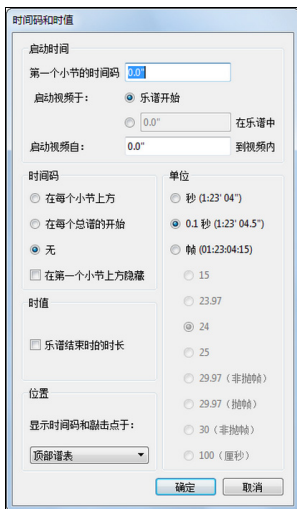 时间码和时值
启动时间
第一个小节的时间码 0.0"
启动视频于: 乐谱开始
0.0" 在乐谱中
启动视频自: 0.0" 到视频内
时间码
在每个小节上方
在每个总谱的开始
无
在第一个小节上方隐藏
时值
乐谱结束时的时长
位置
显示时间码和敲击点于:
顶部谱表
单位
秒 (1:23' 04")
0.1 秒 (1:23' 04.5")
帧 (01:23:04:15)
15
23.97
24
25
29.97 (非抛帧)
29.97 (抛帧)
30 (非抛帧)
100 (厘秒)
确定 取消